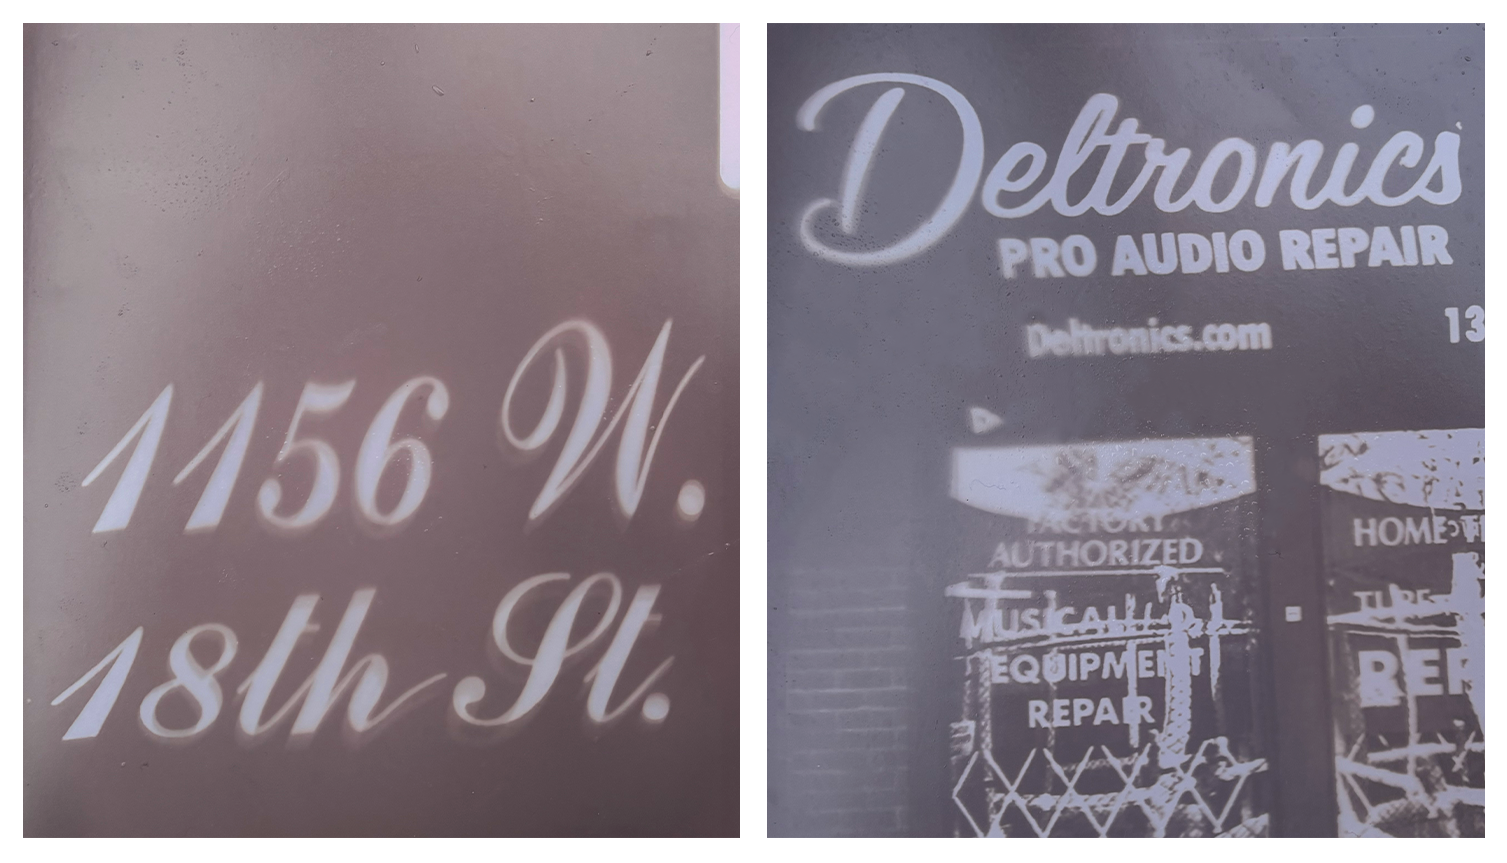 1156 W.
18th St.
Deltronics
PRO AUDIO REPAIR
Deltronics.com
13
FACTORY
AUTHORIZED
MUSICAL
EQUIPMENT
REPAIR
HOME